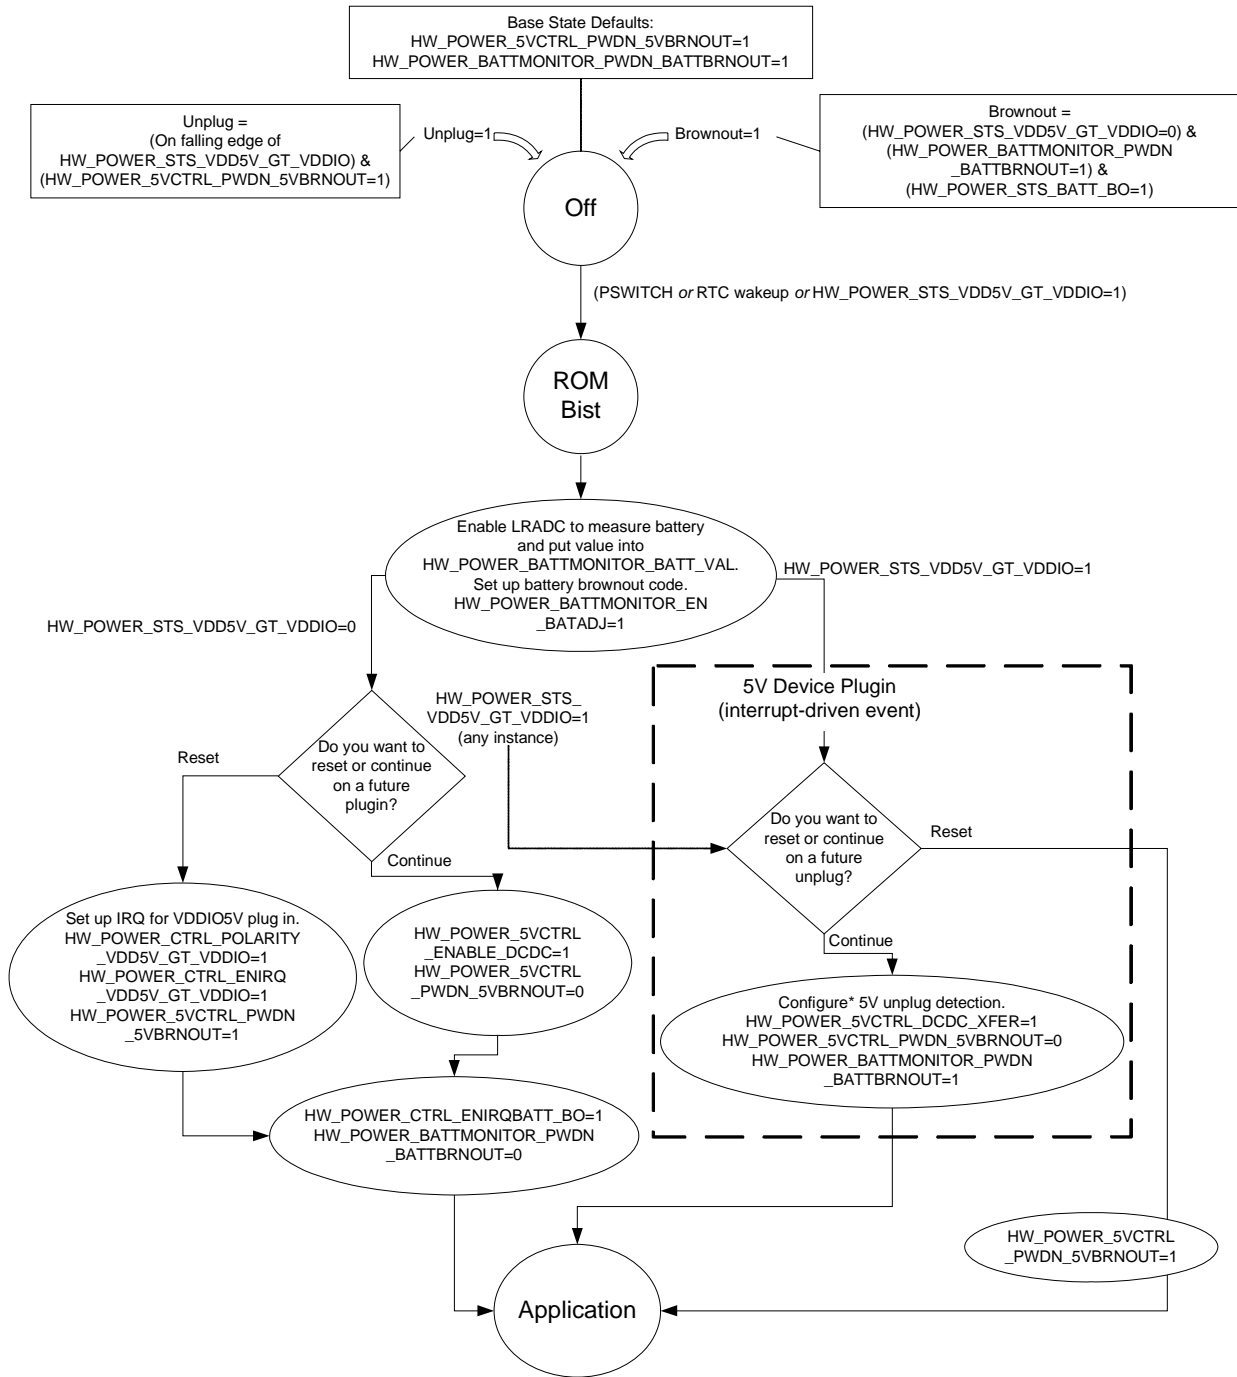 Base State Defaults:
HW_POWER_5VCTRL_PWDN_5VBRNOUT=1
HW_POWER_BATTMONITOR_PWDN_BATTBRNOUT=1
Unplug =
(On falling edge of
HW_POWER_STS_VDD5V_GT_VDDIO) &
(HW_POWER_5VCTRL_PWDN_5VBRNOUT=1)
Unplug=1
Brownout=1
Brownout =
(HW_POWER_STS_VDD5V_GT_VDDIO=0) &
(HW_POWER_BATTMONITOR_PWDN
_BATTBRNOUT=1) &
(HW_POWER_STS_BATT_BO=1)
Off
(PSWITCH or RTC wakeup or HW_POWER_STS_VDD5V_GT_VDDIO=1)
ROM
Bist
Enable LRADC to measure battery
and put value into
HW_POWER_BATTMONITOR_BATT_VAL.
Set up battery brownout code.
HW_POWER_BATTMONITOR_EN
_BATADJ=1
HW_POWER_STS_VDD5V_GT_VDDIO=1
HW_POWER_STS_VDD5V_GT_VDDIO=0
HW_POWER_STS_
VDD5V_GT_VDDIO=1
(any instance)
5V Device Plugin
(interrupt-driven event)
Reset
Do you want to
reset or continue
on a future
plugin?
Continue
Do you want to
reset or continue
on a future
unplug?
Reset
Continue
Set up IRQ for VDDIO5V plug in.
HW_POWER_CTRL_POLARITY
_VDD5V_GT_VDDIO=1
HW_POWER_CTRL_ENIRQ
_VDD5V_GT_VDDIO=1
HW_POWER_5VCTRL_PWDN
_5VBRNOUT=1
HW_POWER_5VCTRL
_ENABLE_DCDC=1
HW_POWER_5VCTRL
_PWDN_5VBRNOUT=0
Configure* 5V unplug detection.
HW_POWER_5VCTRL_DCDC_XFER=1
HW_POWER_5VCTRL_PWDN_5VBRNOUT=0
HW_POWER_BATTMONITOR_PWDN
_BATTBRNOUT=1
HW_POWER_CTRL_ENIRQBATT_BO=1
HW_POWER_BATTMONITOR_PWDN
_BATTBRNOUT=0
HW_POWER_5VCTRL
_PWDN_5VBRNOUT=1
Application